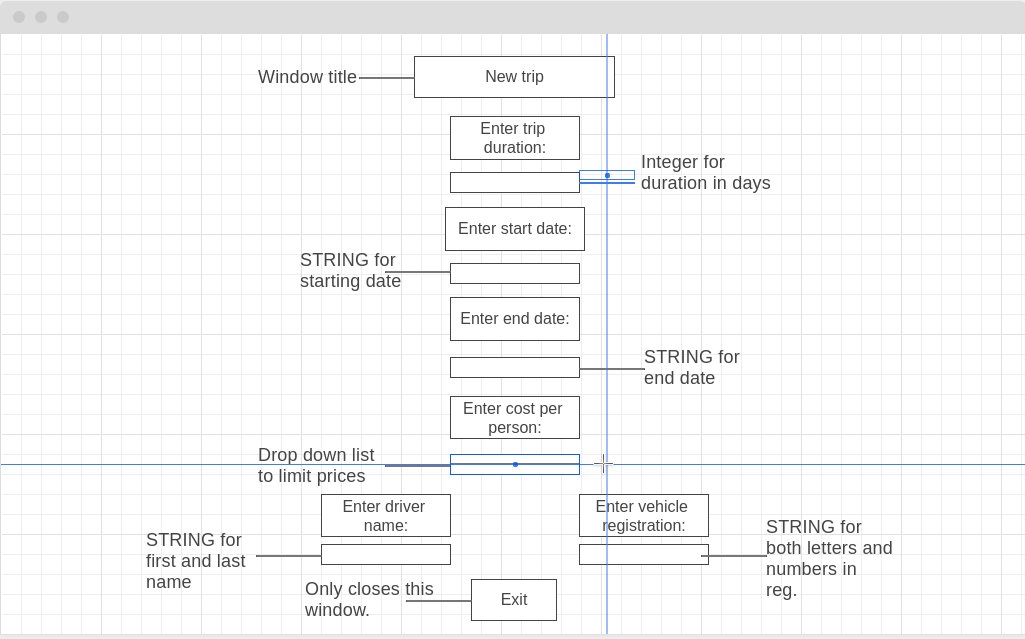 Window title
New trip
Enter trip
duration:
Integer for
duration in days
Enter start date:
STRING for
starting date
Enter end date:
STRING for
end date
Enter cost per
person:
Drop down list
to limit prices
Enter driver
name:
Enter vehicle
registration:
STRING for
first and last
name
STRING for
both letters and
numbers in
reg.
Only closes this
window.
Exit